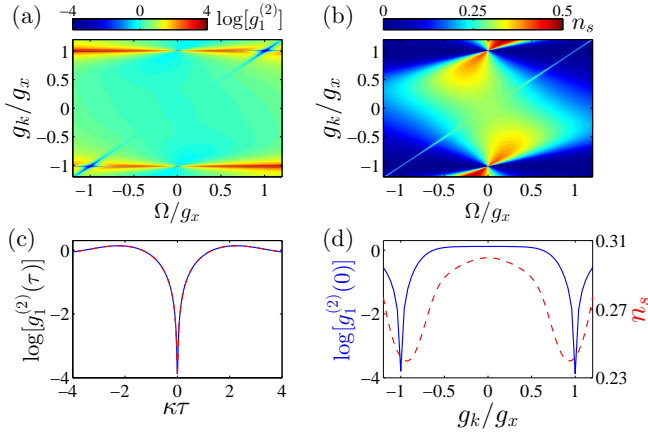 (a) −4 0 4 log[g₁⁽²⁾]
(b) 0 0.25 0.5 n_s
g_k/g_x
1
0.5
0
−0.5
−1
−1 −0.5 0 0.5 1
Ω/g_x
g_k/g_x
1
0.5
0
−0.5
−1
−1 −0.5 0 0.5 1
Ω/g_x
(c)
log[g₁⁽²⁾(τ)]
0
−2
−4
−4 −2 0 2 4
κτ
(d)
log[g₁⁽²⁾(0)]
0
−2
−4
−1 −0.5 0 0.5 1
g_k/g_x
0.31
0.27
0.23
n_s